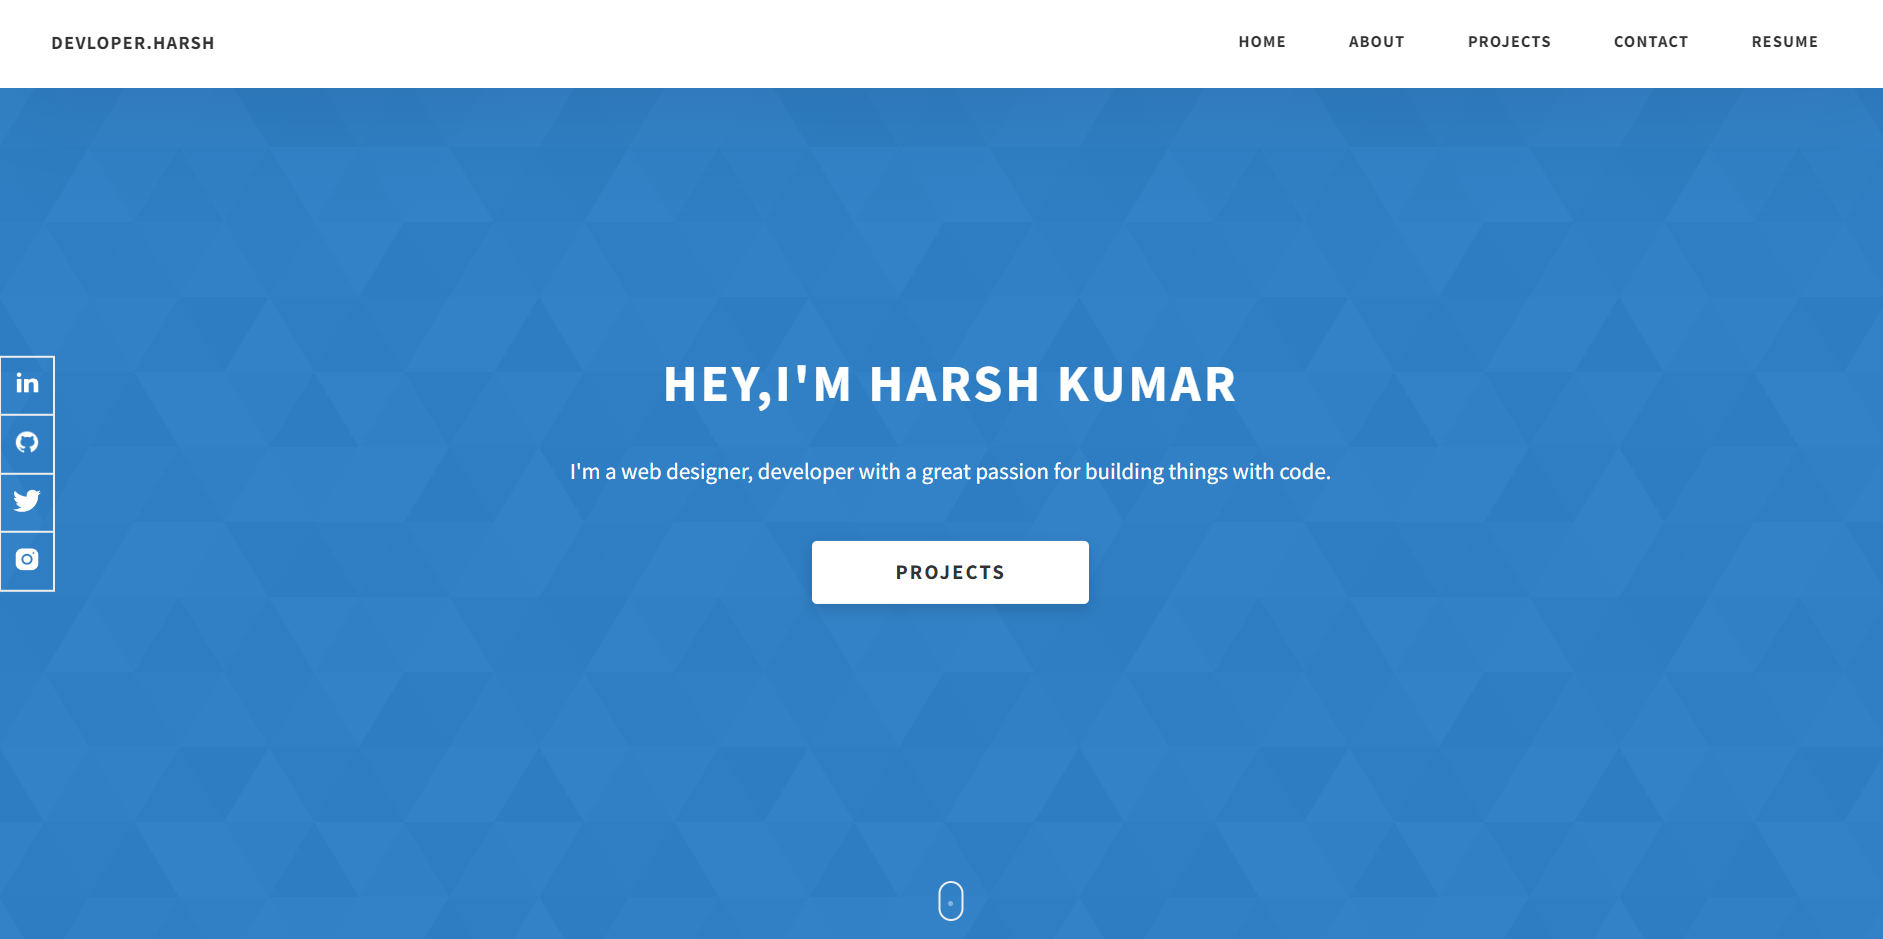 DEVLOPER.HARSH
HOME ABOUT PROJECTS CONTACT RESUME
in
HEY,I'M HARSH KUMAR
I'm a web designer, developer with a great passion for building things with code.
PROJECTS